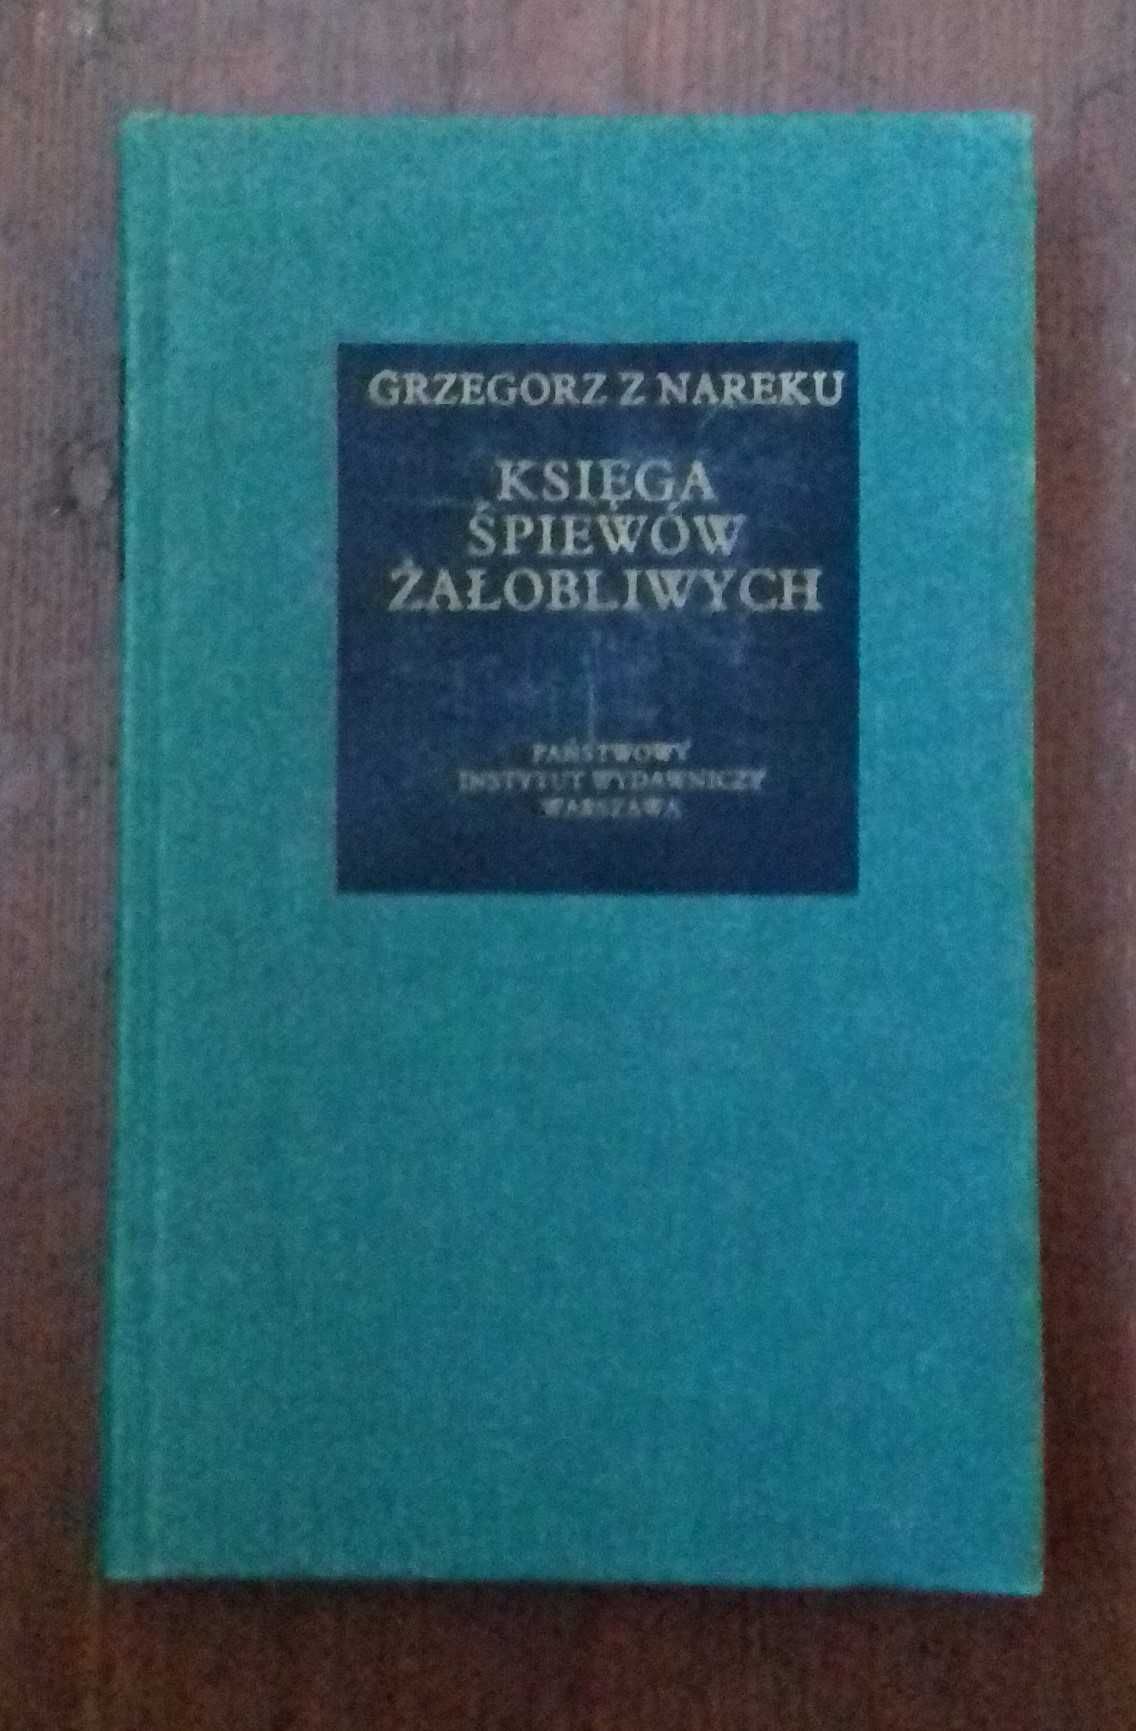 GRZEGORZ Z NAREKU
KSIĘGA
ŚPIEWÓW
ŻAŁOBLIWYCH
PAŃSTWOWY
INSTYTUT WYDAWNICZY
WARSZAWA